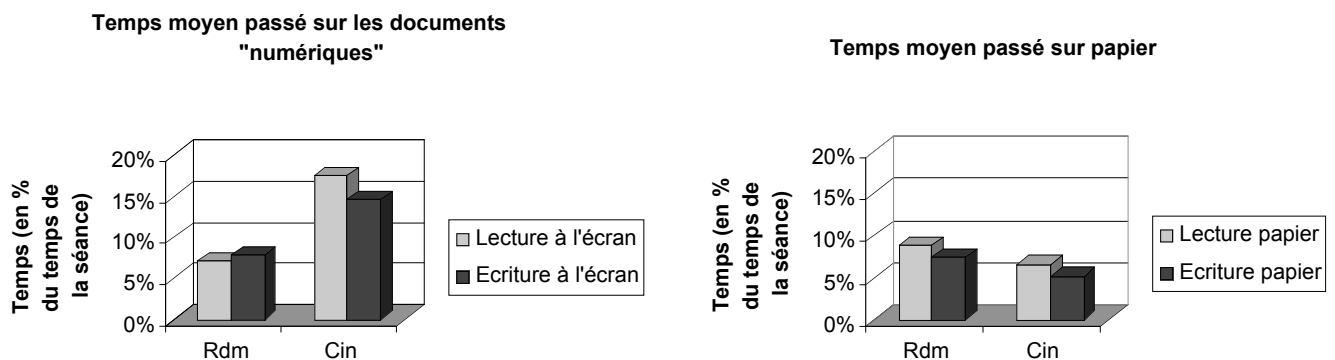 Temps moyen passé sur les documents
"numériques"
Temps (en %
du temps de
la séance)
20%
15%
10%
5%
0%
Rdm
Cin
Lecture à l'écran
Ecriture à l'écran
Temps moyen passé sur papier
Temps (en %
du temps de
la séance)
20%
15%
10%
5%
0%
Rdm
Cin
Lecture papier
Ecriture papier